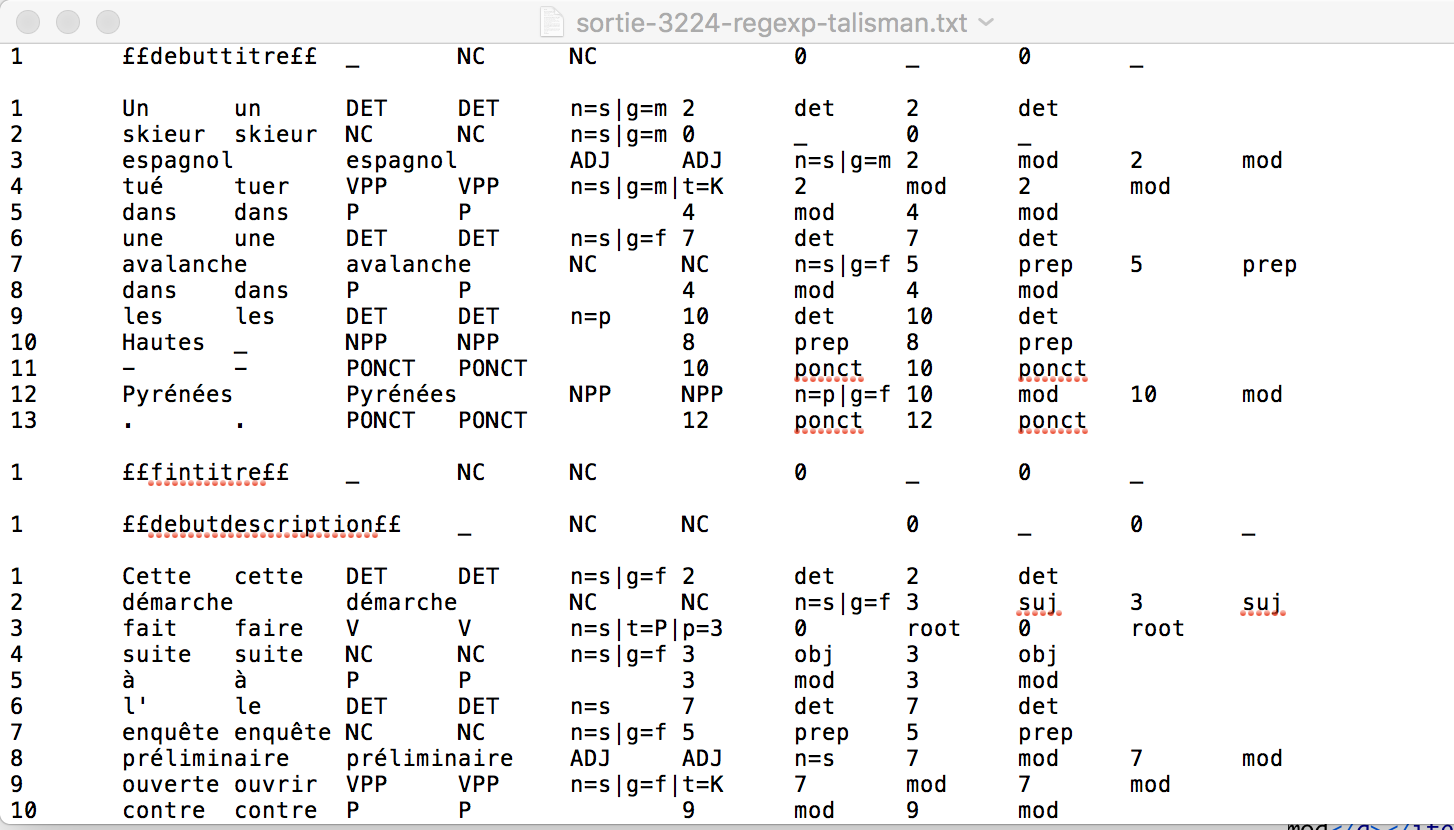 sortie-3224-regexp-talisman.txt
1 ££debuttitre££ _ NC NC 0 _ 0 _
1 Un un DET DET n=s|g=m 2 det 2 det
2 skieur skieur NC NC n=s|g=m 0 _ 0 _
3 espagnol espagnol ADJ ADJ n=s|g=m 2 mod 2 mod
4 tué tuer VPP VPP n=s|g=m|t=K 2 mod 2 mod
5 dans dans P P 4 mod 4 mod
6 une une DET DET n=s|g=f 7 det 7 det
7 avalanche avalanche NC NC n=s|g=f 5 prep 5 prep
8 dans dans P P 4 mod 4 mod
9 les les DET DET n=p 10 det 10 det
10 Hautes _ NPP NPP 8 prep 8 prep
11 - - PONCT PONCT 10 ponct 10 ponct
12 Pyrénées Pyrénées NPP NPP n=p|g=f 10 mod 10 mod
13 . . PONCT PONCT 12 ponct 12 ponct
1 ££fintitre££ _ NC NC 0 _ 0 _
1 ££debutdescription££ _ NC NC 0 _ 0 _
1 Cette cette DET DET n=s|g=f 2 det 2 det
2 démarche démarche NC NC n=s|g=f 3 suj 3 suj
3 fait faire V V n=s|t=P|p=3 0 root 0 root
4 suite suite NC NC n=s|g=f 3 obj 3 obj
5 à à P P 3 mod 3 mod
6 l' le DET DET n=s 7 det 7 det
7 enquête enquête NC NC n=s|g=f 5 prep 5 prep
8 préliminaire préliminaire ADJ ADJ n=s 7 mod 7 mod
9 ouverte ouvrir VPP VPP n=s|g=f|t=K 7 mod 7 mod
10 contre contre P P 9 mod 9 mod